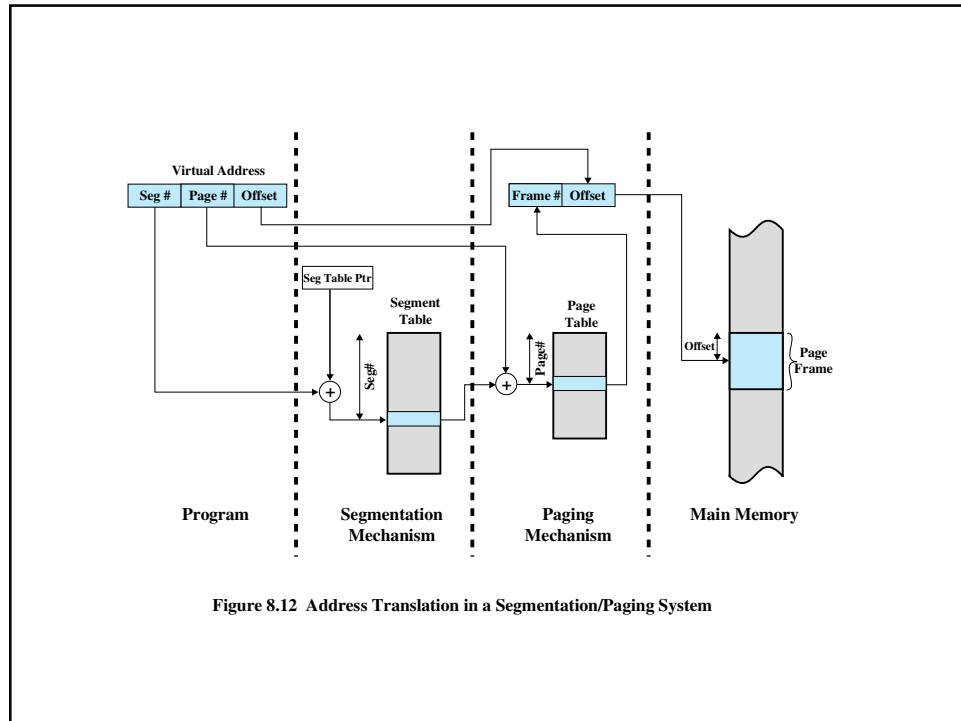 Virtual Address
Seg # Page # Offset
Frame # Offset
Seg Table Ptr
Segment
Table
Page
Table
Seg#
Page#
Offset
Page
Frame
+
+
Program
Segmentation
Mechanism
Paging
Mechanism
Main Memory
Figure 8.12 Address Translation in a Segmentation/Paging System